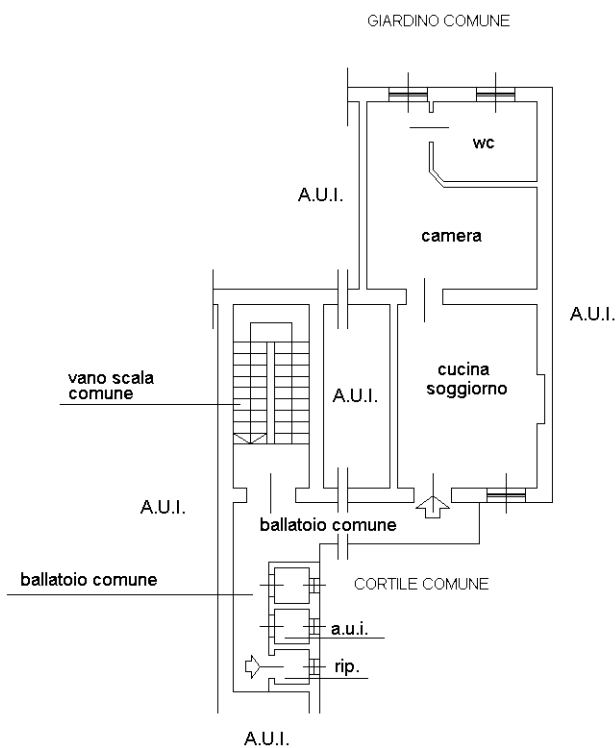 GIARDINO COMUNE
wc
A.U.I.
camera
A.U.I.
cucina
soggiorno
vano scala
comune
A.U.I.
A.U.I.
ballatoio comune
ballatoio comune
CORTILE COMUNE
a.u.i.
rip.
A.U.I.